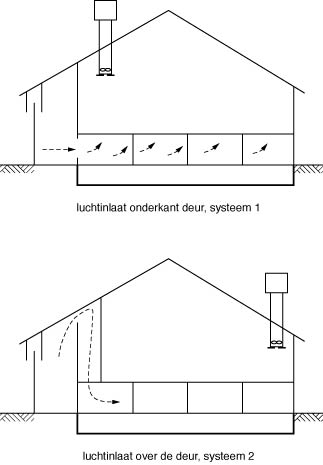 luchtinlaat onderkant deur, systeem 1
luchtinlaat over de deur, systeem 2